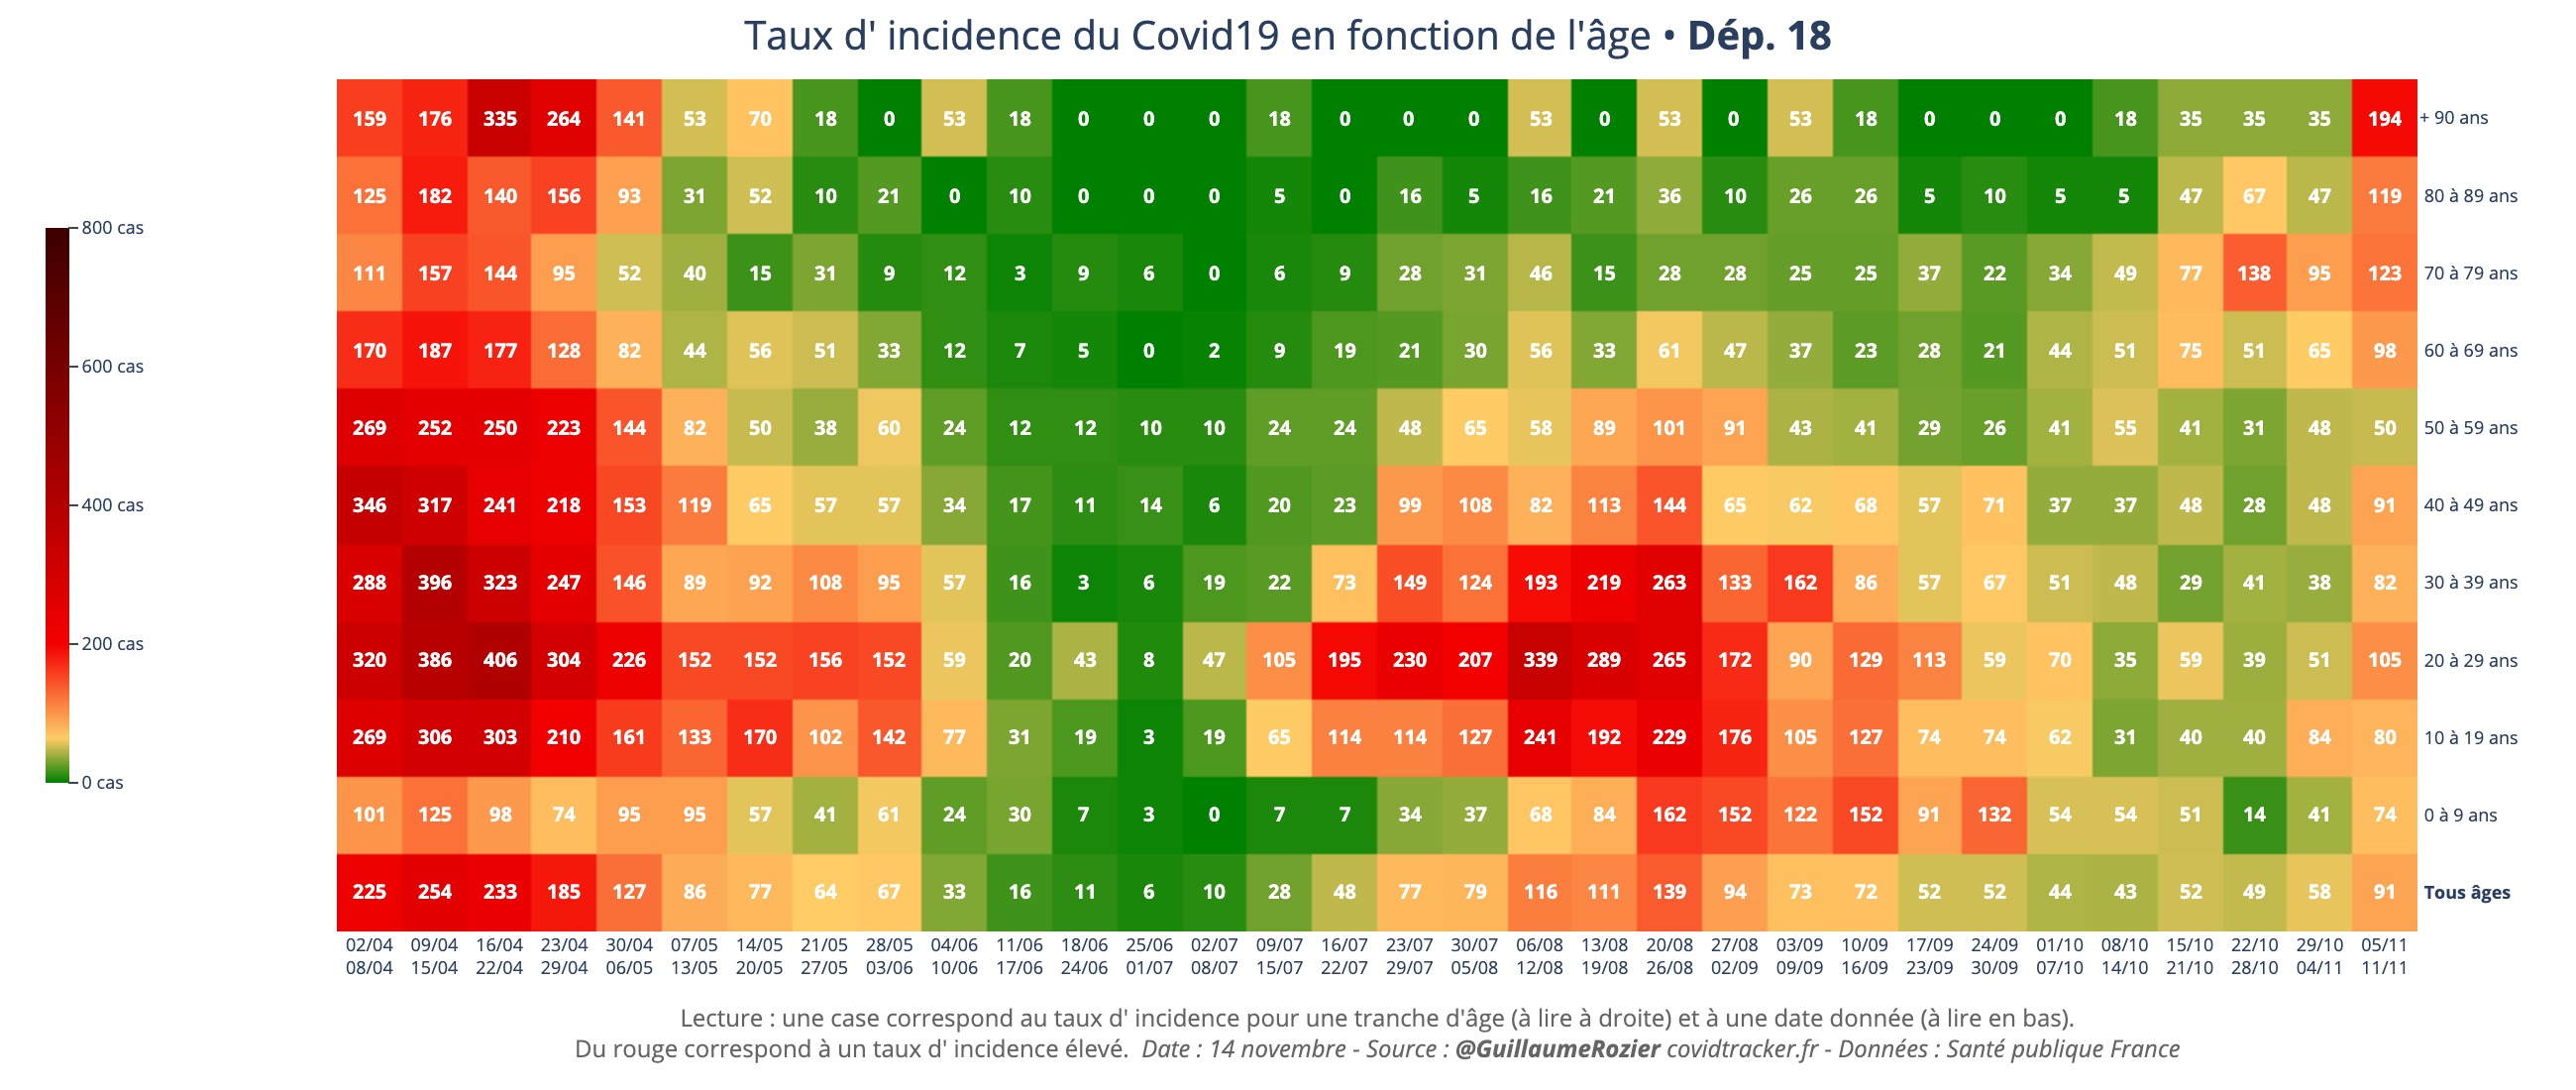 Taux d' incidence du Covid19 en fonction de l'âge • Dép. 18
800 cas
600 cas
400 cas
200 cas
0 cas
159 176 335 264 141 53 70 18 0 53 18 0 0 0 18 0 0 0 53 0 53 0 53 18 0 0 0 18 35 35 35 194 + 90 ans
125 182 140 156 93 31 52 10 21 0 10 0 0 0 5 0 16 5 16 21 36 10 26 26 5 10 5 5 47 67 47 119 80 à 89 ans
111 157 144 95 52 40 15 31 9 12 3 9 6 0 6 9 28 31 46 15 28 28 25 25 37 22 34 49 77 138 95 123 70 à 79 ans
170 187 177 128 82 44 56 51 33 12 7 5 0 2 9 19 21 30 56 33 61 47 37 23 28 21 44 51 75 51 65 98 60 à 69 ans
269 252 250 223 144 82 50 38 60 24 12 12 10 10 24 24 48 65 58 89 101 91 43 41 29 26 41 55 41 31 48 50 50 à 59 ans
346 317 241 218 153 119 65 57 57 34 17 11 14 6 20 23 99 108 82 113 144 65 62 68 57 71 37 37 48 28 48 91 40 à 49 ans
288 396 323 247 146 89 92 108 95 57 16 3 6 19 22 73 149 124 193 219 263 133 162 86 57 67 51 48 29 41 38 82 30 à 39 ans
320 386 406 304 226 152 152 156 152 59 20 43 8 47 105 195 230 207 339 289 265 172 90 129 113 59 70 35 59 39 51 105 20 à 29 ans
269 306 303 210 161 133 170 102 142 77 31 19 3 19 65 114 114 127 241 192 229 176 105 127 74 74 62 31 40 40 84 80 10 à 19 ans
101 125 98 74 95 95 57 41 61 24 30 7 3 0 7 7 34 37 68 84 162 152 122 152 91 132 54 54 51 14 41 74 0 à 9 ans
225 254 233 185 127 86 77 64 67 33 16 11 6 10 28 48 77 79 116 111 139 94 73 72 52 52 44 43 52 49 58 91 Tous âges
02/04 09/04 16/04 23/04 30/04 07/05 14/05 21/05 28/05 04/06 11/06 18/06 25/06 02/07 09/07 16/07 23/07 30/07 06/08 13/08 20/08 27/08 03/09 10/09 17/09 24/09 01/10 08/10 15/10 22/10 29/10 05/11
08/04 15/04 22/04 29/04 06/05 13/05 20/05 27/05 03/06 10/06 17/06 24/06 01/07 08/07 15/07 22/07 29/07 05/08 12/08 19/08 26/08 02/09 09/09 16/09 23/09 30/09 07/10 14/10 21/10 28/10 04/11 11/11
Lecture : une case correspond au taux d' incidence pour une tranche d'âge (à lire à droite) et à une date donnée (à lire en bas).
Du rouge correspond à un taux d' incidence élevé. Date : 14 novembre - Source : @GuillaumeRozier covidtracker.fr - Données : Santé publique France